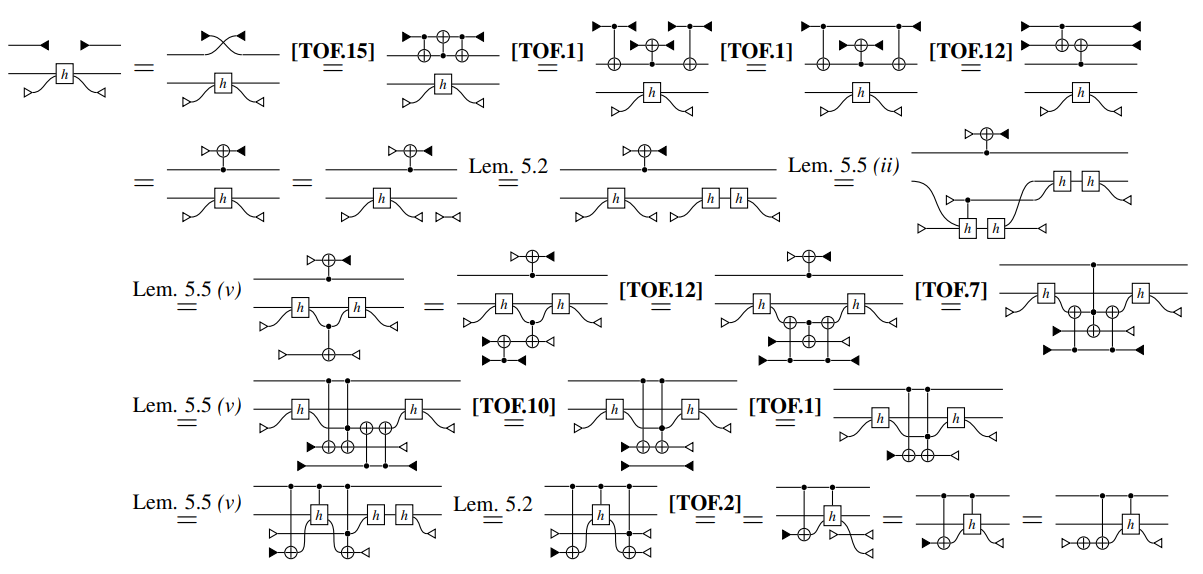 h = h [TOF.15] = h [TOF.1] = h [TOF.1] = h [TOF.12] = h
= h = h Lem. 5.2 = h h h Lem. 5.5 (ii) = h h h h
Lem. 5.5 (v) = h h = h h [TOF.12] = h h [TOF.7] = h h
Lem. 5.5 (v) = h h [TOF.10] = h h [TOF.1] = h h
Lem. 5.5 (v) = h h h Lem. 5.2 = h [TOF.2] = = h = h = h